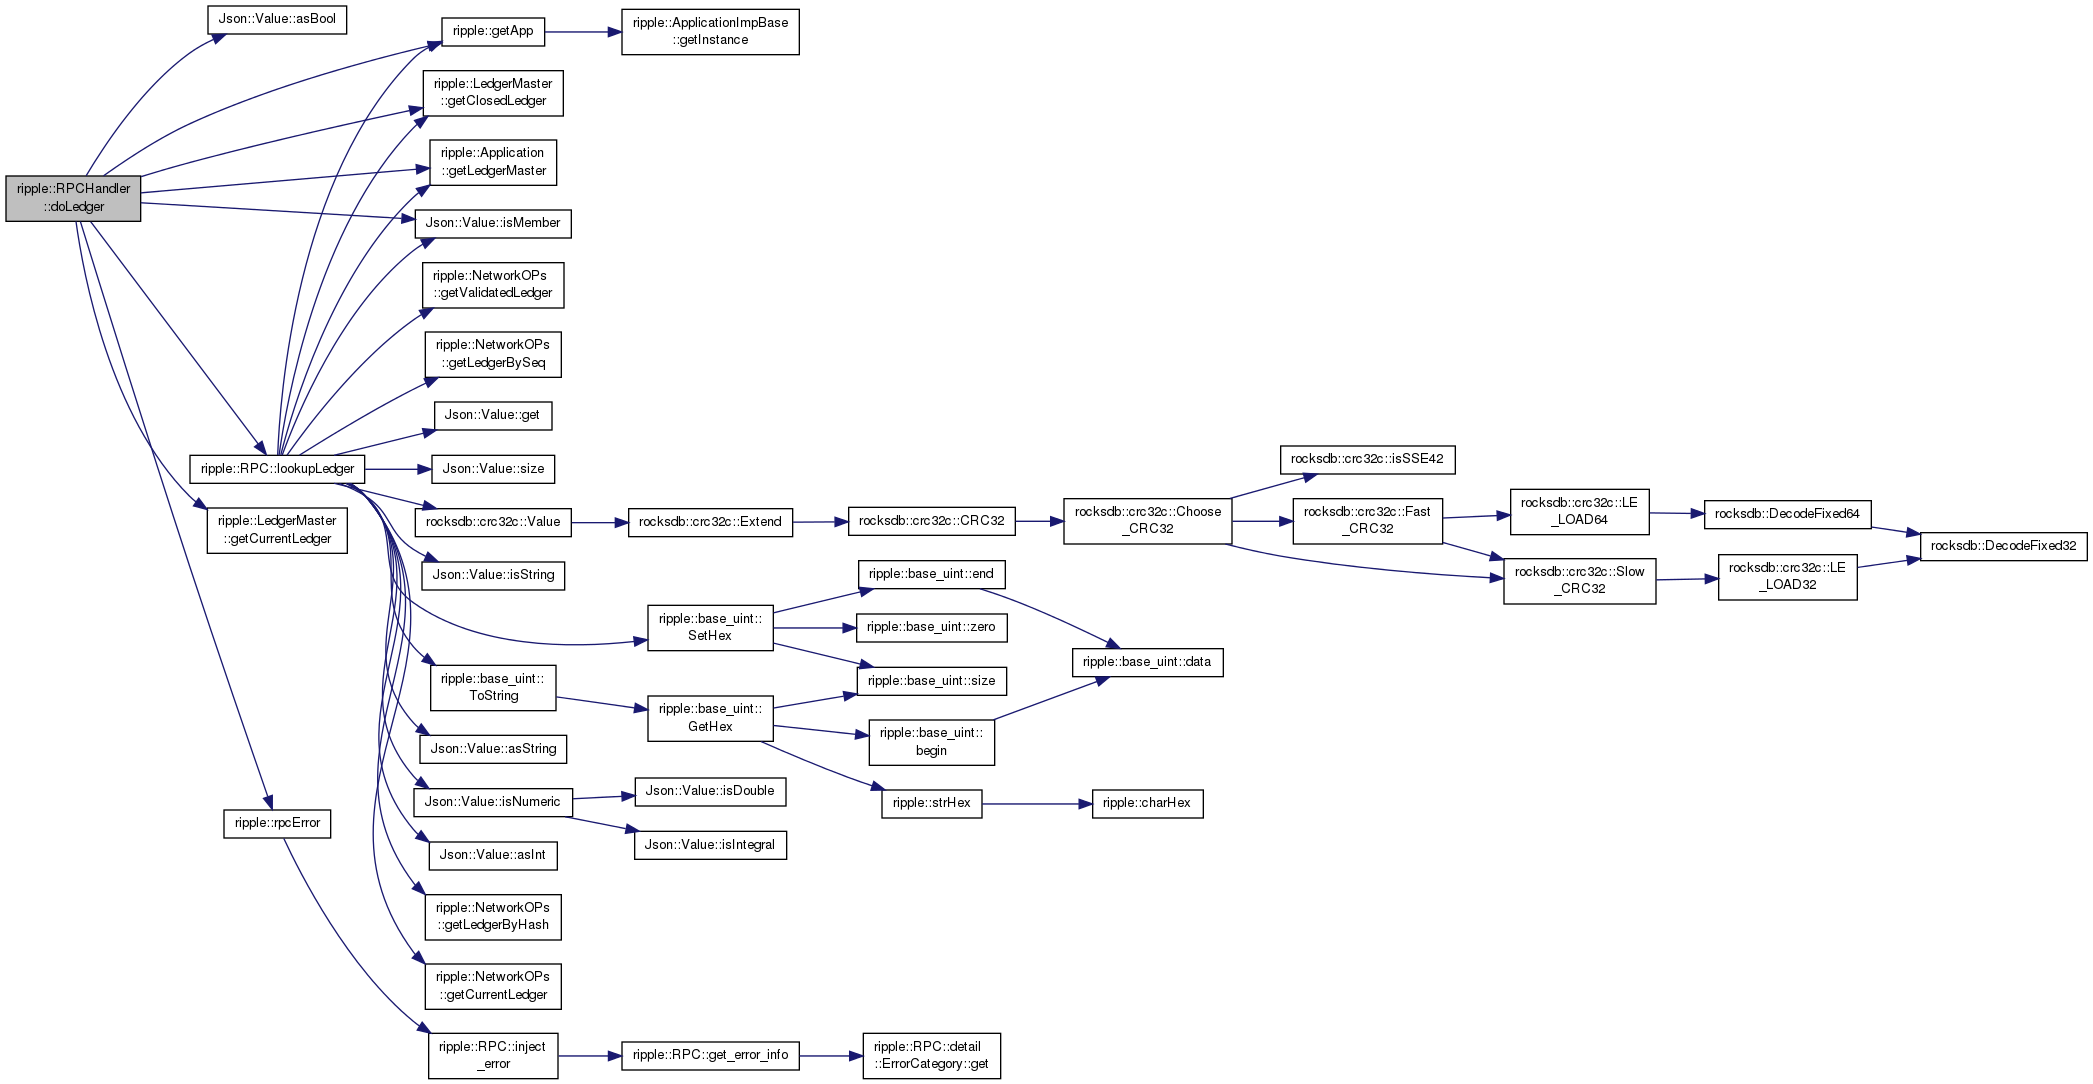 ripple::RPCHandler
::doLedger
Json::Value::asBool
ripple::getApp
ripple::ApplicationImpBase
::getInstance
ripple::LedgerMaster
::getClosedLedger
ripple::Application
::getLedgerMaster
Json::Value::isMember
ripple::NetworkOPs
::getValidatedLedger
ripple::NetworkOPs
::getLedgerBySeq
Json::Value::get
ripple::RPC::lookupLedger
Json::Value::size
ripple::LedgerMaster
::getCurrentLedger
rocksdb::crc32c::Value
rocksdb::crc32c::Extend
rocksdb::crc32c::CRC32
rocksdb::crc32c::Choose
_CRC32
rocksdb::crc32c::isSSE42
rocksdb::crc32c::Fast
_CRC32
rocksdb::crc32c::LE
_LOAD64
rocksdb::DecodeFixed64
rocksdb::DecodeFixed32
rocksdb::crc32c::Slow
_CRC32
rocksdb::crc32c::LE
_LOAD32
Json::Value::isString
ripple::base_uint::
SetHex
ripple::base_uint::end
ripple::base_uint::zero
ripple::base_uint::size
ripple::base_uint::data
ripple::base_uint::
ToString
ripple::base_uint::
GetHex
ripple::base_uint::
begin
Json::Value::asString
ripple::strHex
ripple::charHex
Json::Value::isNumeric
Json::Value::isDouble
Json::Value::isIntegral
ripple::rpcError
Json::Value::asInt
ripple::NetworkOPs
::getLedgerByHash
ripple::NetworkOPs
::getCurrentLedger
ripple::RPC::inject
_error
ripple::RPC::get_error_info
ripple::RPC::detail
::ErrorCategory::get